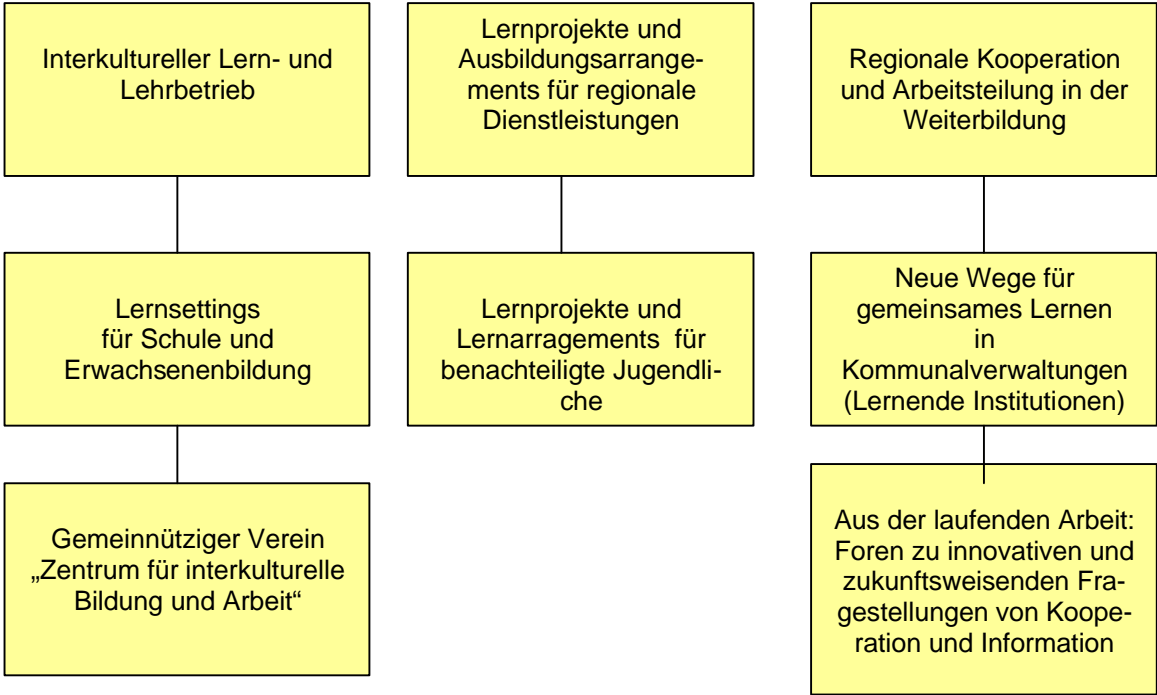 Interkultureller Lern- und
Lehrbetrieb
Lernprojekte und
Ausbildungsarrange-
ments für regionale
Dienstleistungen
Regionale Kooperation
und Arbeitsteilung in der
Weiterbildung
Lernsettings
für Schule und
Erwachsenenbildung
Lernprojekte und
Lernarragements für
benachteiligte Jugendli-
che
Neue Wege für
gemeinsames Lernen
in
Kommunalverwaltungen
(Lernende Institutionen)
Gemeinnütziger Verein
„Zentrum für interkulturelle
Bildung und Arbeit“
Aus der laufenden Arbeit:
Foren zu innovativen und
zukunftsweisenden Fra-
gestellungen von Koope-
ration und Information